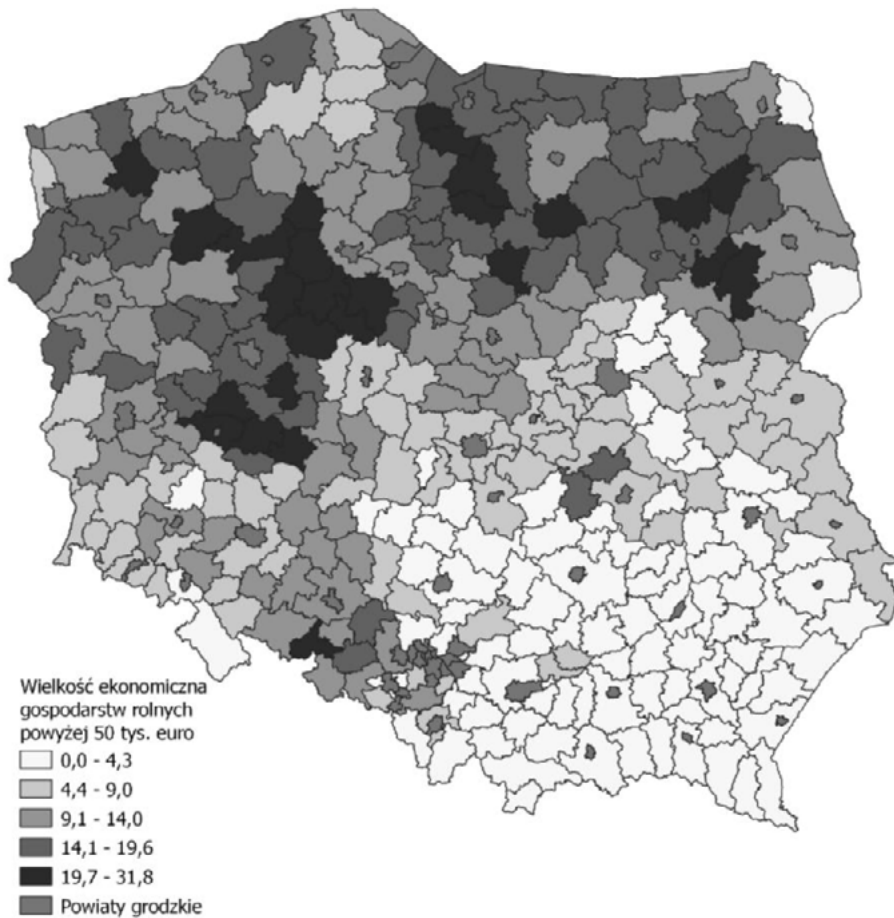 Wielkość ekonomiczna
gospodarstw rolnych
powyżej 50 tys. euro
0,0 - 4,3
4,4 - 9,0
9,1 - 14,0
14,1 - 19,6
19,7 - 31,8
Powiaty grodzkie